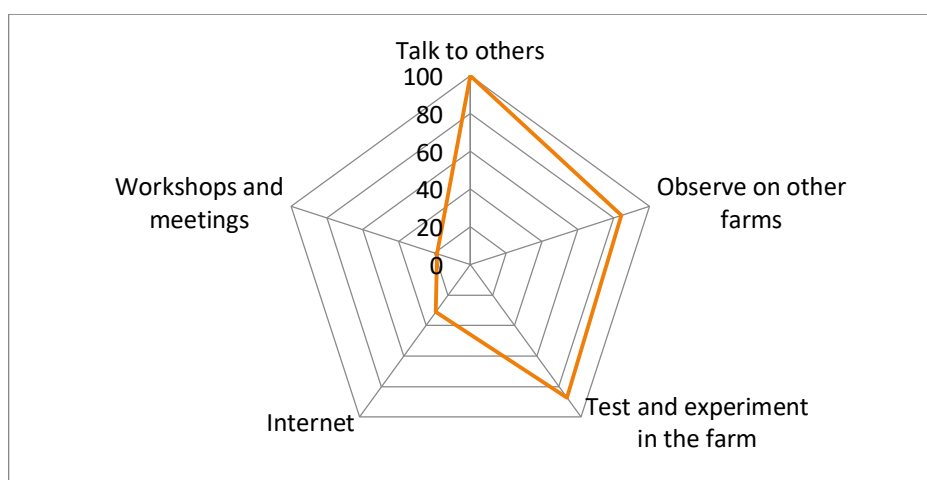 Talk to others
100
80
60
40
20
0
Workshops and
meetings
Observe on other
farms
Internet
Test and experiment
in the farm